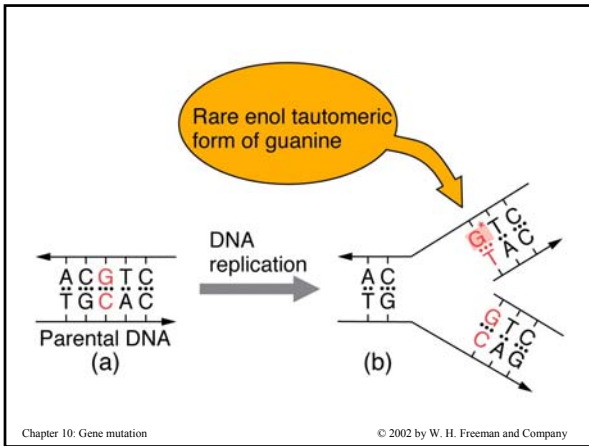 Rare enol tautomeric
form of guanine
DNA
replication
A C G T C
T G C A C
Parental DNA
(a)
A C
T G
(b)
G* T C
T A C
G T C
C A G
Chapter 10: Gene mutation
© 2002 by W. H. Freeman and Company